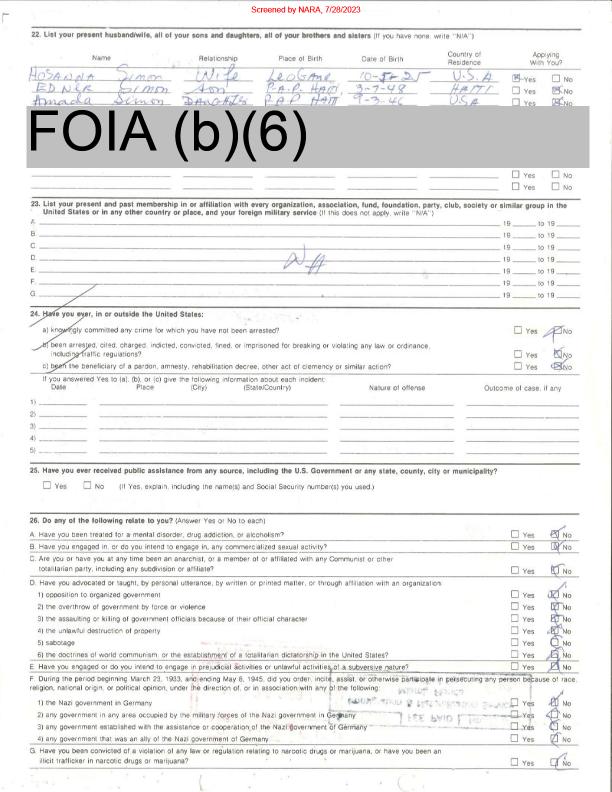 Screened by NARA, 7/28/2023
22. List your present husband/wife, all of your sons and daughters, all of your brothers and sisters (If you have none, write "N/A")
Name Relationship Place of Birth Date of Birth Country of Residence Applying With You?
HOSANNA Simon Wife LEOGANE U.S.A Yes No
EDNER Simon Son P.A.P. HAITI, 3-7-48 HAITI Yes No
Amada Simon P.A.P HAITI 9-3-46 USA Yes No
FOIA (b)(6)
Yes No
Yes No
23. List your present and past membership in or affiliation with every organization, association, fund, foundation, party, club, society or similar group in the
United States or in any other country or place, and your foreign military service (If this does not apply, write "N/A")
A. 19 to 19
B. 19 to 19
C. 19 to 19
D. NA 19 to 19
E. 19 to 19
F. 19 to 19
G. 19 to 19
24. Have you ever, in or outside the United States:
a) knowingly committed any crime for which you have not been arrested? Yes No
b) been arrested, cited, charged, indicted, convicted, fined, or imprisoned for breaking or violating any law or ordinance,
including traffic regulations? Yes No
c) been the beneficiary of a pardon, amnesty, rehabilitation decree, other act of clemency or similar action? Yes No
If you answered Yes to (a), (b), or (c) give the following information about each incident:
Date Place (City) (State/Country) Nature of offense Outcome of case, if any
1)
2)
3)
4)
5)
25. Have you ever received public assistance from any source, including the U.S. Government or any state, county, city or municipality?
Yes No (If Yes, explain, including the name(s) and Social Security number(s) you used.)
26. Do any of the following relate to you? (Answer Yes or No to each)
A. Have you been treated for a mental disorder, drug addiction, or alcoholism? Yes No
B. Have you engaged in, or do you intend to engage in, any commercialized sexual activity? Yes No
C. Are you or have you at any time been an anarchist, or a member of or affiliated with any Communist or other
totalitarian party, including any subdivision or affiliate? Yes No
D. Have you advocated or taught, by personal utterance, by written or printed matter, or through affiliation with an organization:
1) opposition to organized government Yes No
2) the overthrow of government by force or violence Yes No
3) the assaulting or killing of government officials because of their official character Yes No
4) the unlawful destruction of property Yes No
5) sabotage Yes No
6) the doctrines of world communism, or the establishment of a totalitarian dictatorship in the United States? Yes No
E. Have you engaged or do you intend to engage in prejudicial activities or unlawful activities of a subversive nature? Yes No
F. During the period beginning March 23, 1933, and ending May 8, 1945, did you order, incite, assist, or otherwise participate in persecuting any person because of race,
religion, national origin, or political opinion, under the direction of, or in association with any of the following:
1) the Nazi government in Germany Yes No
2) any government in any area occupied by the military forces of the Nazi government in Germany Yes No
3) any government established with the assistance or cooperation of the Nazi government of Germany Yes No
4) any government that was an ally of the Nazi government of Germany Yes No
G. Have you been convicted of a violation of any law or regulation relating to narcotic drugs or marijuana, or have you been an
illicit trafficker in narcotic drugs or marijuana? Yes No
FEE PAID